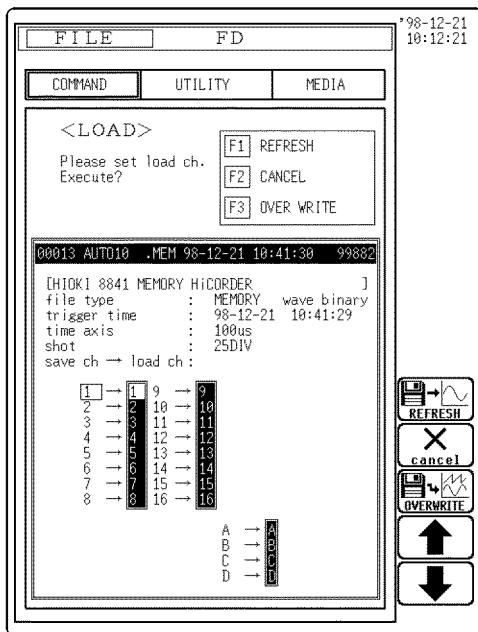 '98-12-21
10:12:21
FILE FD
COMMAND UTILITY MEDIA
<LOAD>
Please set load ch.
Execute?
F1 REFRESH
F2 CANCEL
F3 OVER WRITE
00013 AUTO10 .MEM 98-12-21 10:41:30 99882
[HIOKI 8841 MEMORY HiCORDER ]
file type : MEMORY wave binary
trigger time : 98-12-21 10:41:29
time axis : 100us
shot : 25DIV
save ch → load ch :
1 → 1 9 → 9
2 → 2 10 → 10
3 → 3 11 → 11
4 → 4 12 → 12
5 → 5 13 → 13
6 → 6 14 → 14
7 → 7 15 → 15
8 → 8 16 → 16
A → A
B → B
C → C
D → D
REFRESH
cancel
OVERWRITE